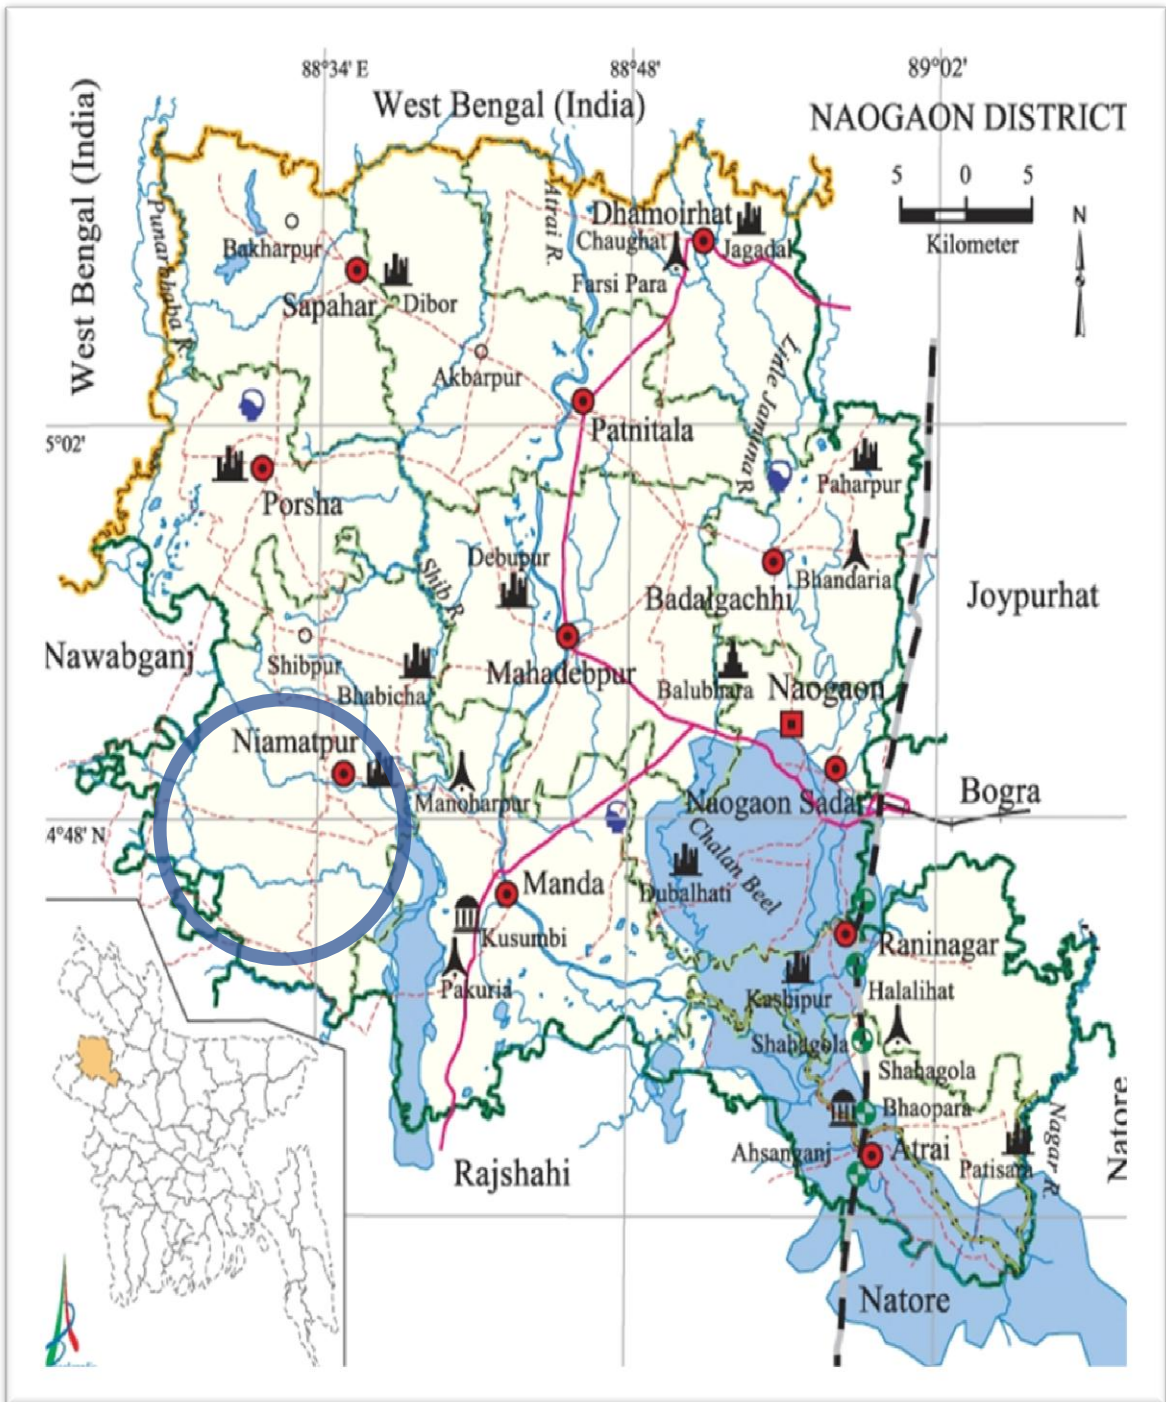 88°34' E
88°48'
89°02'
West Bengal (India)
NAOGAON DISTRICT
West Bengal (India)
5 0 5
Kilometer
N
Punarbhaba R.
Atrai R.
Dhamoirhat
Chaughat
Jagadal
Farsi Para
Bakharpur
Sapahar
Dibor
Akbarpur
Little Jamuna R.
Patnitala
5°02'
Paharpur
Porsha
Debupur
Shib R.
Bhandaria
Badalgachhi
Joypurhat
Nawabganj
Shibpur
Mahadebpur
Bhabicha
Balubhara
Naogaon
Niamatpur
Manoharpur
Naogaon Sadar
Bogra
4°48' N
Chalan Beel
Manda
Dubalhati
Kusumbi
Raninagar
Pakuria
Kashipur
Halalihat
Shahagola
Shahagola
Bhaopara
Ahsanganj
Atrai
Patisara
Nagar R.
Natore
Rajshahi
Natore